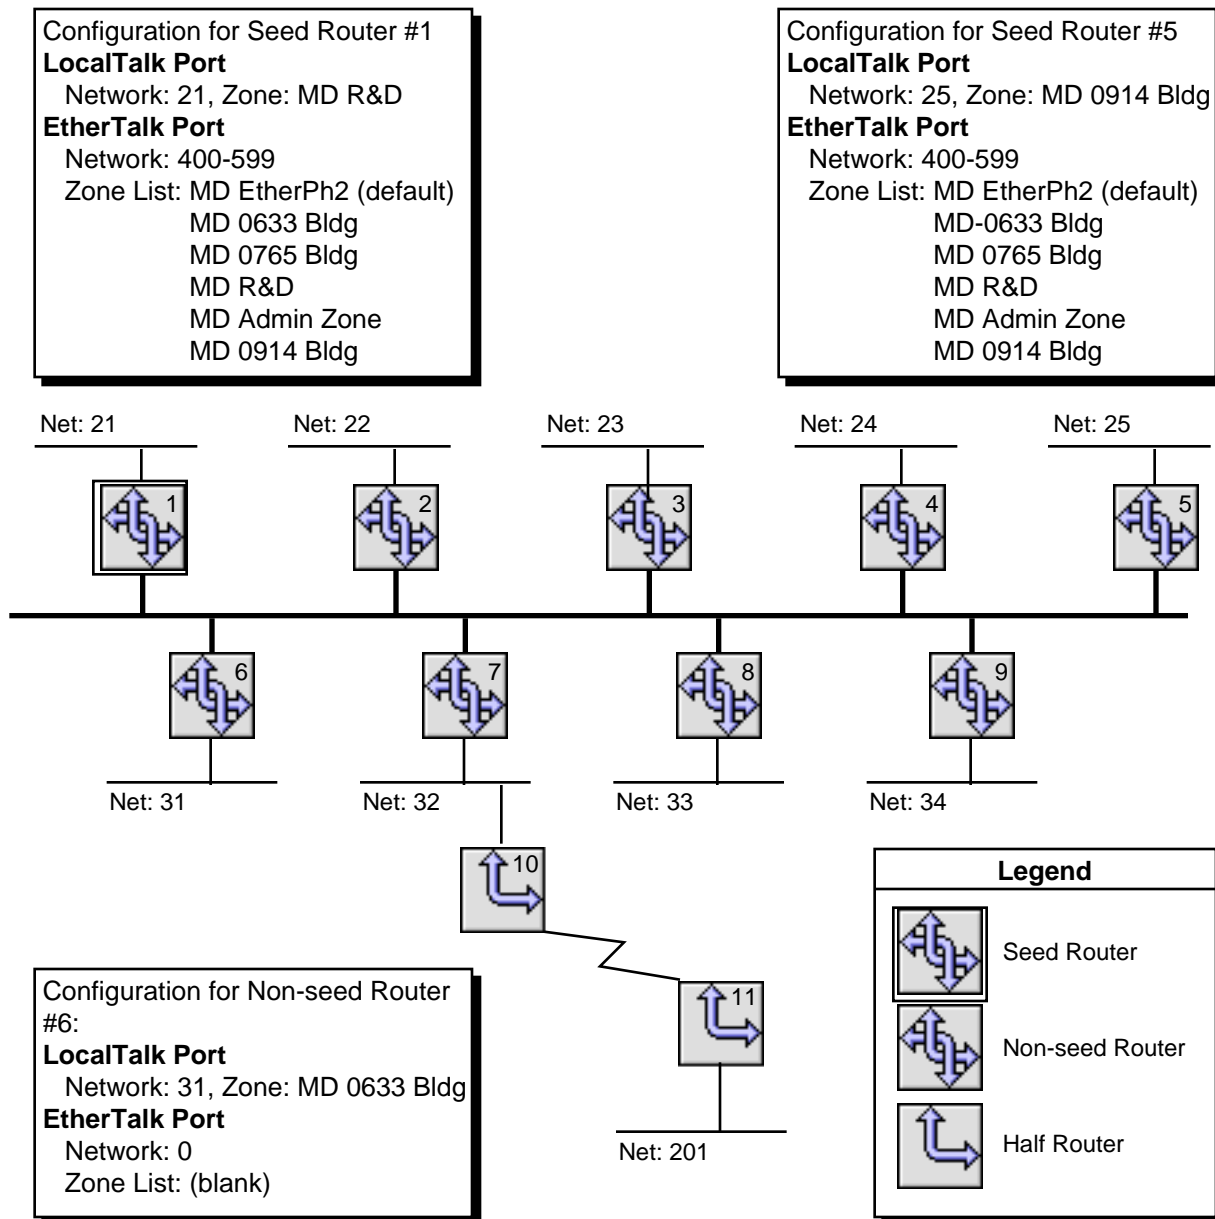 Configuration for Seed Router #1
LocalTalk Port
Network: 21, Zone: MD R&D
EtherTalk Port
Network: 400-599
Zone List: MD EtherPh2 (default)
MD 0633 Bldg
MD 0765 Bldg
MD R&D
MD Admin Zone
MD 0914 Bldg
Configuration for Seed Router #5
LocalTalk Port
Network: 25, Zone: MD 0914 Bldg
EtherTalk Port
Network: 400-599
Zone List: MD EtherPh2 (default)
MD-0633 Bldg
MD 0765 Bldg
MD R&D
MD Admin Zone
MD 0914 Bldg
Net: 21
Net: 22
Net: 23
Net: 24
Net: 25
1
2
3
4
5
6
7
8
9
Net: 31
Net: 32
Net: 33
Net: 34
10
11
Net: 201
Configuration for Non-seed Router
#6:
LocalTalk Port
Network: 31, Zone: MD 0633 Bldg
EtherTalk Port
Network: 0
Zone List: (blank)
Legend
Seed Router
Non-seed Router
Half Router